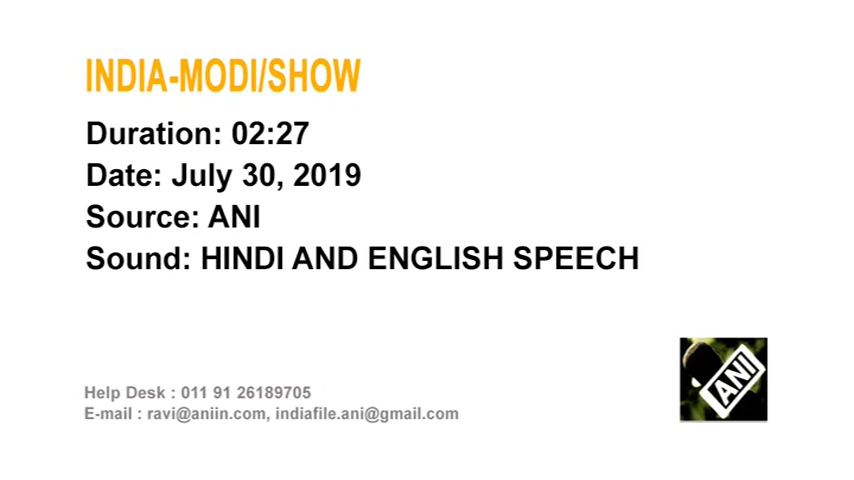 INDIA-MODI/SHOW
Duration: 02:27
Date: July 30, 2019
Source: ANI
Sound: HINDI AND ENGLISH SPEECH
Help Desk : 011 91 26189705
E-mail : ravi@aniin.com, indiafile.ani@gmail.com
ANI